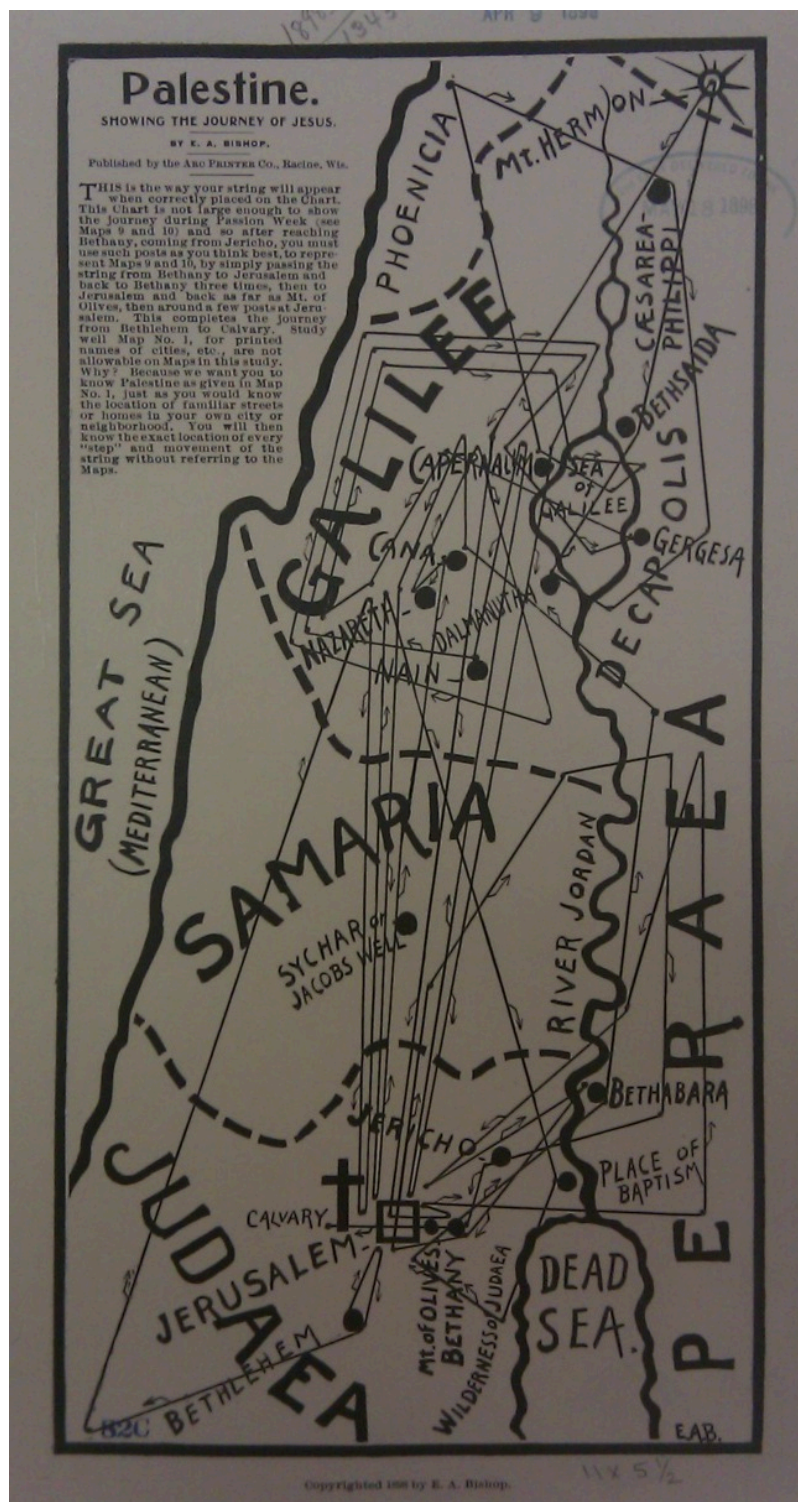 1898
1343
APR 9 1898
Palestine.
SHOWING THE JOURNEY OF JESUS.
BY E. A. BISHOP.
Published by the ARC PRINTER Co., Racine, Wis.
THIS is the way your string will appear
when correctly placed on the Chart.
This Chart is not large enough to show
the journey during Passion Week (see
Maps 9 and 10) and so after reaching
Bethany, coming from Jericho, you must
use such posts as you think best, to repre-
sent Maps 9 and 10, by simply passing the
string from Bethany to Jerusalem and
back to Bethany three times, then to
Jerusalem and back as far as Mt. of
Olives, then around a few posts at Jeru-
salem. This completes the journey
from Bethlehem to Calvary. Study
well Map No. 1, for printed
names of cities, etc., are not
allowable on Maps in this study.
Why? Because we want you to
know Palestine as given in Map
No. 1, just as you would know
the location of familiar streets
or homes in your own city or
neighborhood. You will then
know the exact location of every
"step" and movement of the
string without referring to the
Maps.
PHOENICIA
MT. HERMON
CÆSAREA-
PHILIPPI
BETHSAIDA
GALILEE
CAPERNAUM
SEA
of
GALILEE
DECAPOLIS
GERGESA
CANA
NAZARETH
DALMANUTHA
NAIN
GREAT SEA
(MEDITERRANEAN)
SAMARIA
SYCHAR or
JACOBS WELL
RIVER JORDAN
PERAEA
BETHABARA
JERICHO
PLACE OF
BAPTISM
CALVARY
JERUSALEM
JUDAEA
BETHLEHEM
Mt. of OLIVES
BETHANY
WILDERNESS of JUDAEA
DEAD
SEA.
E.A.B.
11 x 5 1/2
Copyrighted 1898 by E. A. Bishop.